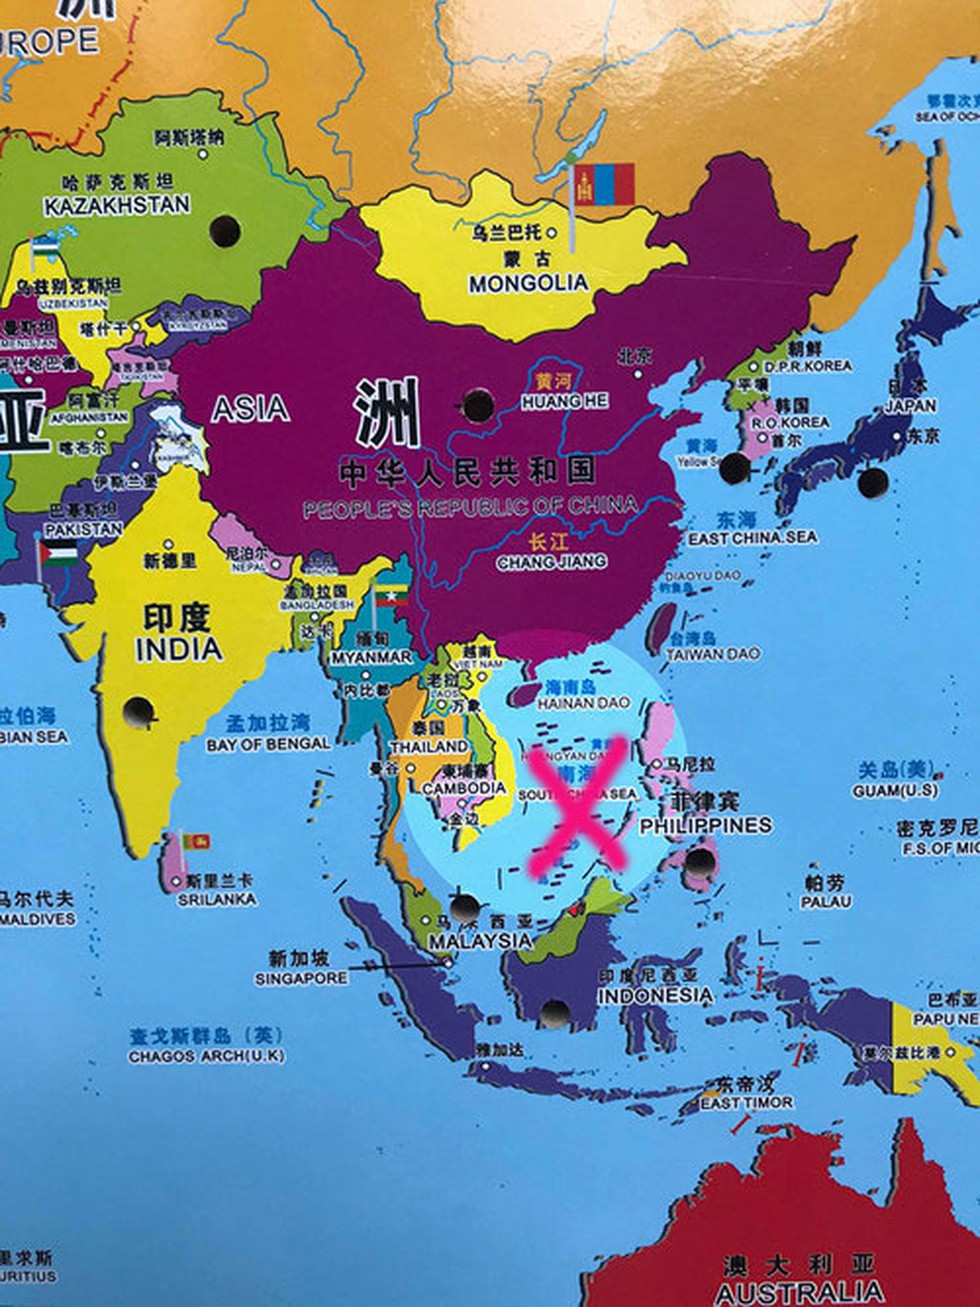 洲
UROPE
鄂霍次
SEA OF OCH
阿斯塔纳
哈萨克斯坦
KAZAKHSTAN
乌兰巴托
蒙古
MONGOLIA
乌兹别克斯坦
UZBEKISTAN
塔什干
KYRGYZSTAN
曼斯坦
MENISTAN
阿什哈巴德
北京
朝鲜
D.P.R.KOREA
平壤
黄河
HUANG HE
亚
ASIA
洲
阿富汗
AFGHANISTAN
喀布尔
KASHMIR
韩国
R.O.KOREA
首尔
日本
JAPAN
东京
黄海
Yellow S
中华人民共和国
PEOPLE'S REPUBLIC OF CHINA
伊斯兰堡
巴基斯坦
PAKISTAN
东海
EAST CHINA.SEA
长江
CHANG JIANG
新德里
尼泊尔
NEPAL
DIAOYU DAO
钓鱼岛
孟加拉国
BANGLADESH
达卡
印度
INDIA
缅甸
MYANMAR
内比都
越南
VIET NAM
台湾岛
TAIWAN DAO
老挝
LAOS
万象
海南岛
HAINAN DAO
拉伯海
BIAN SEA
孟加拉湾
BAY OF BENGAL
泰国
THAILAND
曼谷
黄岩
HUANGYAN DA
南海
SOUTH CHINA SEA
马尼拉
柬埔寨
CAMBODIA
金边
菲律宾
PHILIPPINES
关岛(美)
GUAM(U.S)
密克罗尼
F.S.OF MIC
斯里兰卡
SRILANKA
马尔代夫
MALDIVES
帕劳
PALAU
马来西亚
MALAYSIA
新加坡
SINGAPORE
印度尼西亚
INDONESIA
巴布亚
PAPU NE
莫尔兹比港
查戈斯群岛（英）
CHAGOS ARCH(U.K)
雅加达
东帝汶
EAST TIMOR
里求斯
URITIUS
澳大利亚
AUSTRALIA